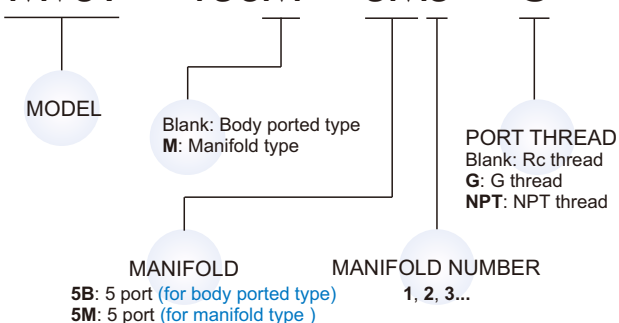 MODEL
Blank: Body ported type
M: Manifold type
PORT THREAD
Blank: Rc thread
G: G thread
NPT: NPT thread
MANIFOLD
5B: 5 port (for body ported type)
5M: 5 port (for manifold type )
MANIFOLD NUMBER
1, 2, 3...